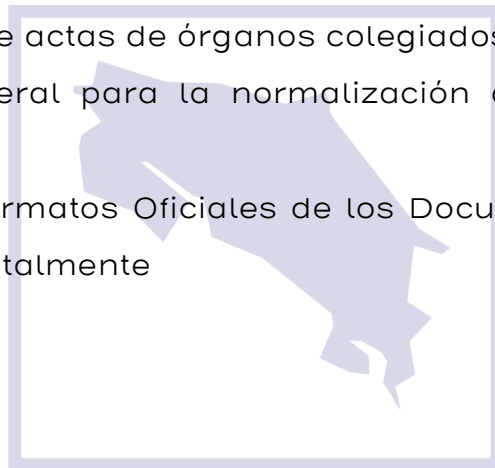 e actas de órganos colegiados
eral para la normalización
rmatos Oficiales de los Docu
talmente